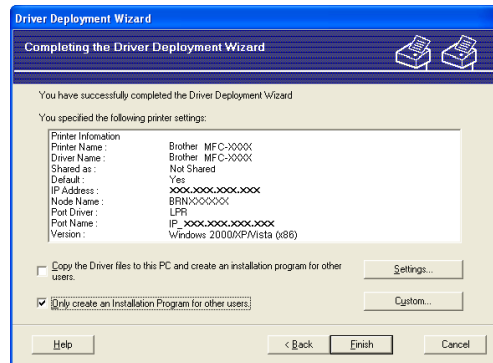 Driver Deployment Wizard
Completing the Driver Deployment Wizard
You have successfully completed the Driver Deployment Wizard
You specified the following printer settings:
Printer Infomation
Printer Name : Brother MFC-XXXX
Driver Name : Brother MFC-XXXX
Shared as : Not Shared
Default : Yes
IP Address : XXX.XXX.XXX.XXX
Node Name : BRNXXXXXX
Port Driver : LPR
Port Name : IP_XXX.XXX.XXX.XXX
Version : Windows 2000/XP/Vista (x86)
Copy the Driver files to this PC and create an installation program for other
users.
Settings...
Only create an Installation Program for other users.
Custom...
Help
< Back
Finish
Cancel